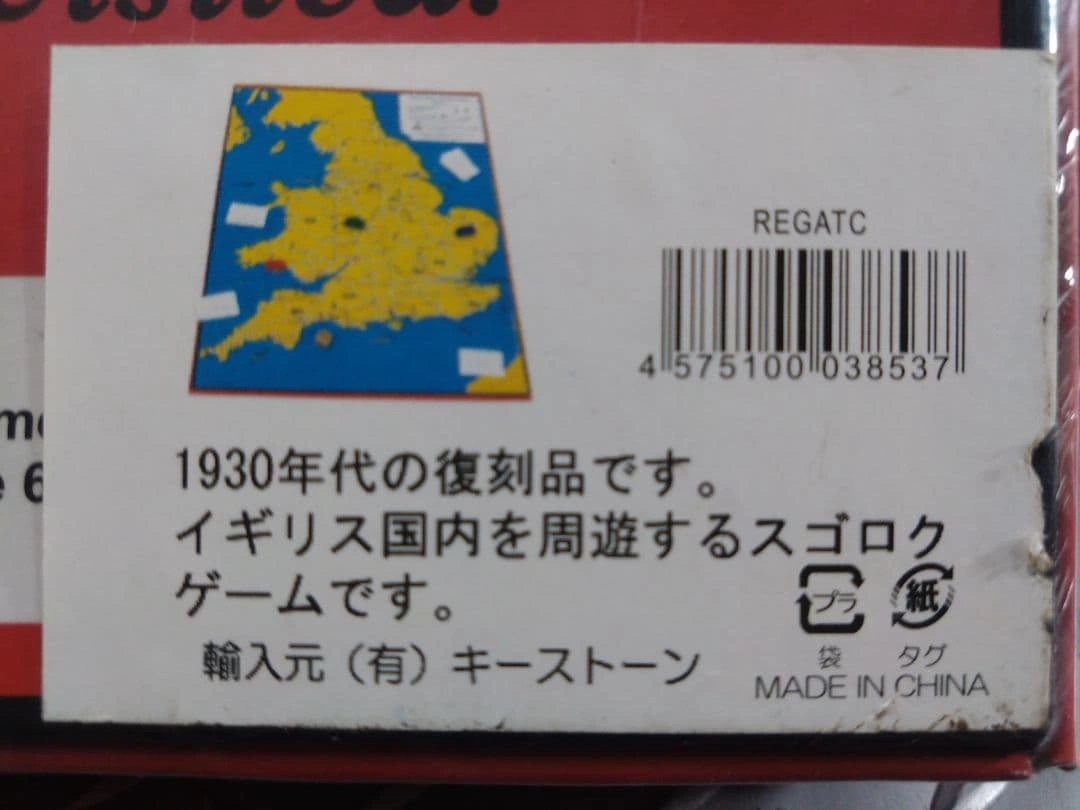 REGATC
4 575100 038537
1930年代の復刻品です。
イギリス国内を周遊するスゴロク
ゲームです。
プラ 紙
袋 タグ
輸入元（有）キーストーン
MADE IN CHINA